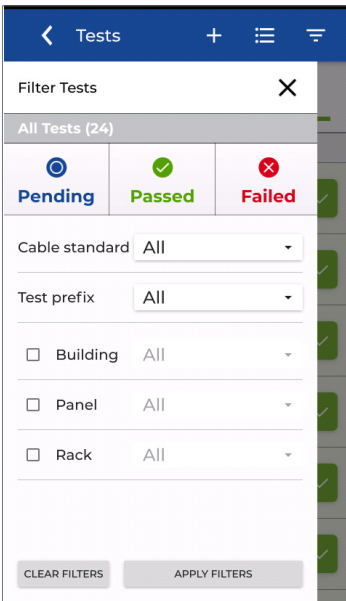 Tests
Filter Tests
All Tests (24)
Pending Passed Failed
Cable standard All
Test prefix All
Building All
Panel All
Rack All
CLEAR FILTERS APPLY FILTERS